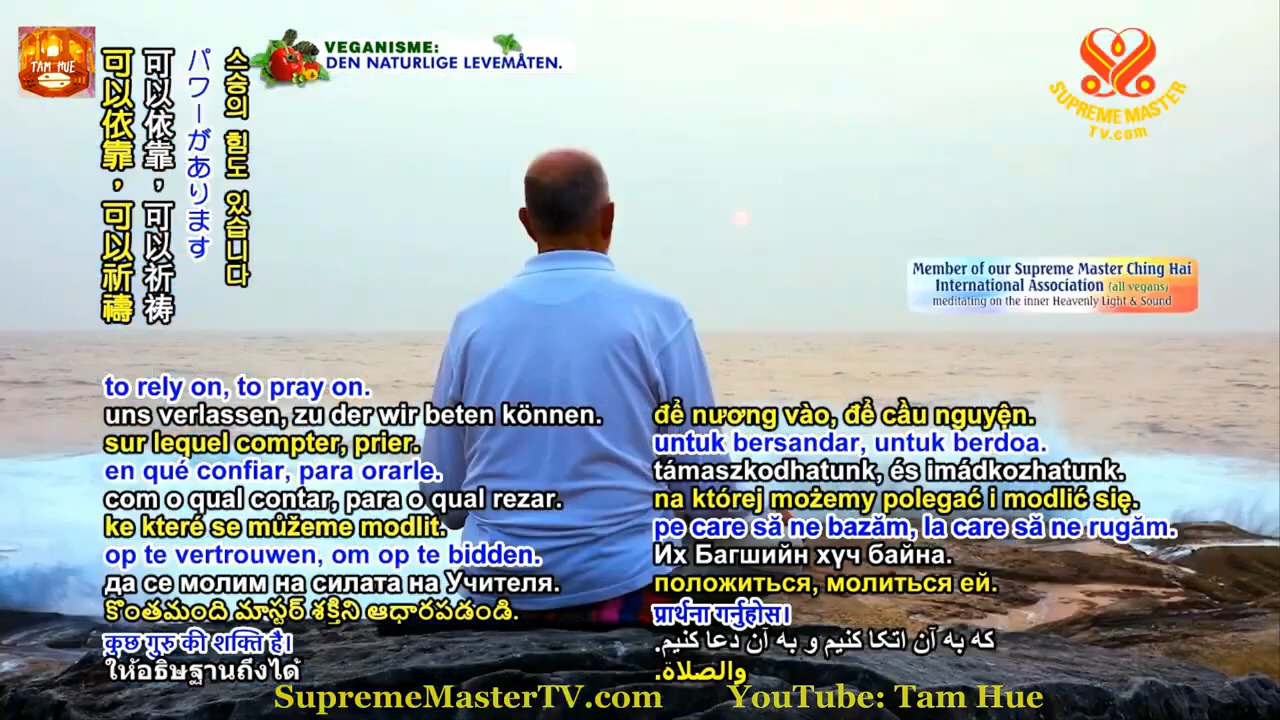 TAM HUE
VEGANISME:
DEN NATURLIGE LEVEMÅTEN.
SUPREME MASTER
TV.com
스승의 힘도 있습니다
パワーがあります
可以依靠，可以祈祷
可以依靠，可以祈禱
Member of our Supreme Master Ching Hai
International Association (all vegans)
meditating on the inner Heavenly Light & Sound
to rely on, to pray on.
uns verlassen, zu der wir beten können.
sur lequel compter, prier.
en qué confiar, para orarle.
com o qual contar, para o qual rezar.
ke které se můžeme modlit.
op te vertrouwen, om op te bidden.
да се молим на силата на Учителя.
కొంతమంది మాస్టర్ శక్తిని ఆధారపడండి.
कुछ गुरु की शक्ति है।
ให้อธิษฐานถึงได้
để nương vào, để cầu nguyện.
untuk bersandar, untuk berdoa.
támaszkodhatunk, és imádkozhatunk.
na której możemy polegać i modlić się.
pe care să ne bazăm, la care să ne rugăm.
Их Багшийн хүч байна.
положиться, молиться ей.
प्रार्थना गर्नुहोस।
که به آن اتکا کنیم و به آن دعا کنیم.
والصلاة.
SupremeMasterTV.com
YouTube: Tam Hue